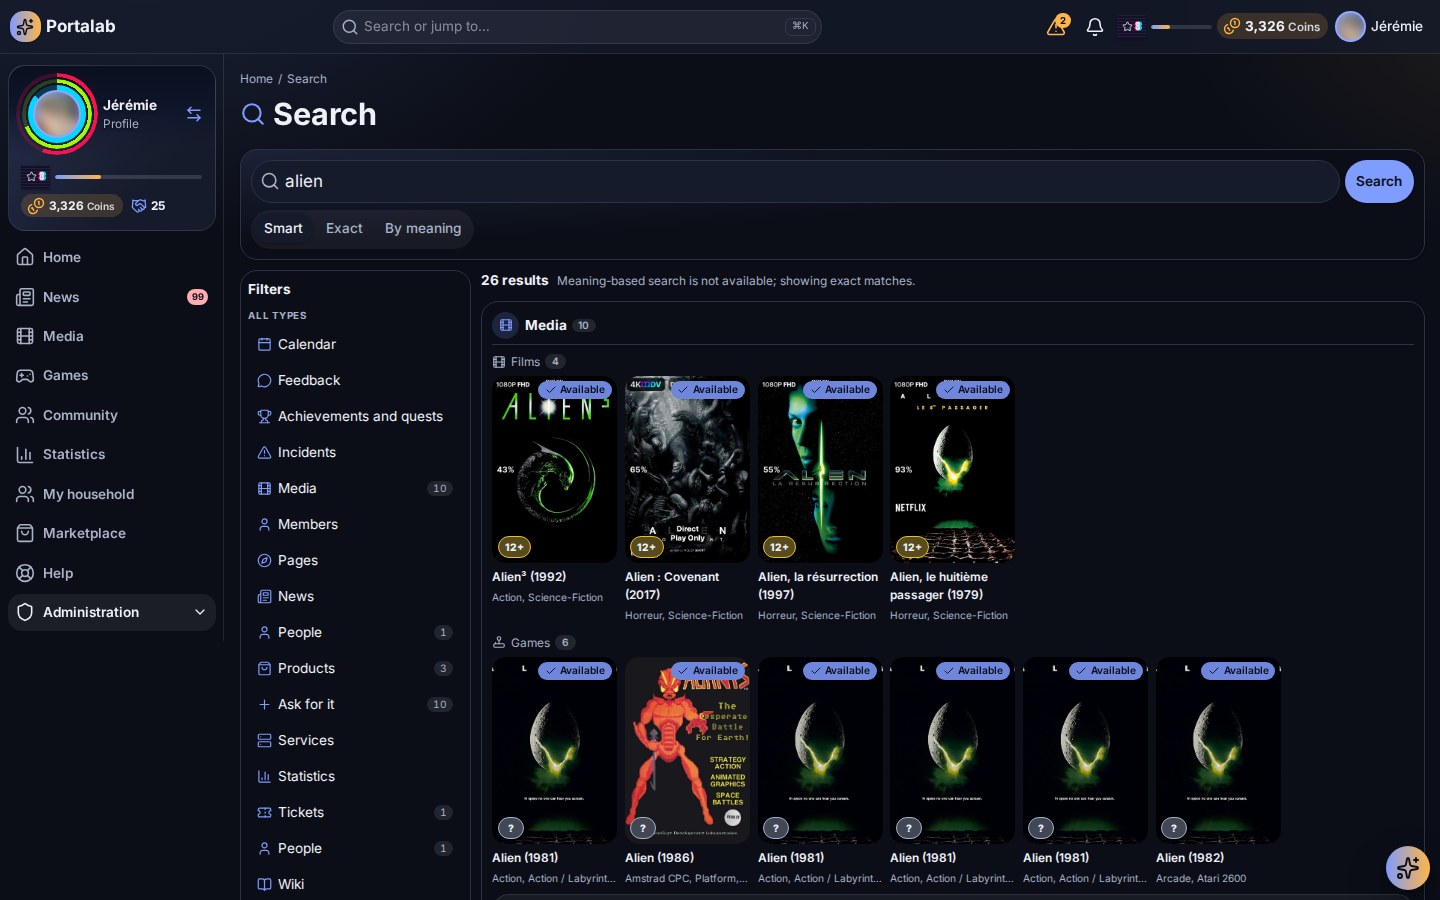 Portalab
Search or jump to...
⌘K
2
3,326 Coins
Jérémie
Jérémie
Profile
3,326 Coins
25
Home
News
99
Media
Games
Community
Statistics
My household
Marketplace
Help
Administration
Home / Search
Search
alien
Search
Smart
Exact
By meaning
Filters
ALL TYPES
Calendar
Feedback
Achievements and quests
Incidents
Media
10
Members
Pages
News
People
1
Products
3
Ask for it
10
Services
Statistics
Tickets
1
People
1
Wiki
26 results
Meaning-based search is not available; showing exact matches.
Media
10
Films
4
1080P FHD
Available
ALIEN³
43%
12+
Alien³ (1992)
Action, Science-Fiction
4K
DV
Available
65%
Direct
Play Only
12+
Alien : Covenant
(2017)
Horreur, Science-Fiction
1080P FHD
Available
55%
ALIEN
LA RESURRECTION
12+
Alien, la résurrection
(1997)
Horreur, Science-Fiction
1080P FHD
Available
A L
LE 8e PASSAGER
93%
NETFLIX
12+
Alien, le huitième
passager (1979)
Horreur, Science-Fiction
Games
6
Available
?
Alien (1981)
Action, Action / Labyrint...
Available
The
Desperate
Battle
For Earth!
STRATEGY
ACTION
ANIMATED
GRAPHICS
SPACE
BATTLES
?
Alien (1986)
Amstrad CPC, Platform,...
Available
?
Alien (1981)
Action, Action / Labyrint...
Available
?
Alien (1981)
Action, Action / Labyrint...
Available
?
Alien (1981)
Action, Action / Labyrint...
Available
?
Alien (1982)
Arcade, Atari 2600